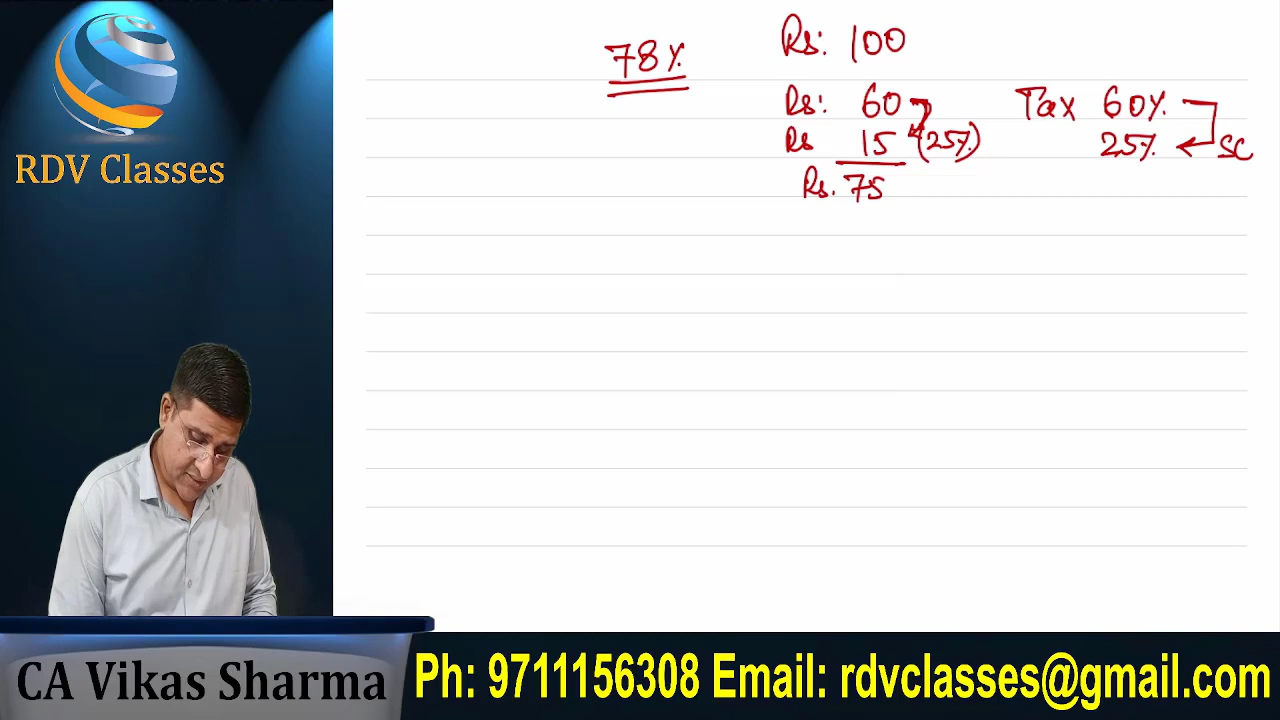 RDV Classes
78%
Rs: 100
Rs: 60 Tax 60%
Rs 15 (25%) 25% SC
Rs. 75
CA Vikas Sharma
Ph: 9711156308 Email: rdvclasses@gmail.com